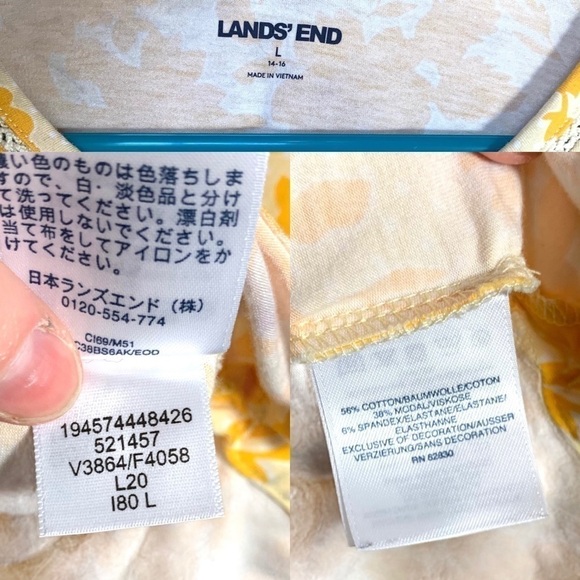 LANDS' END
L
14-16
MADE IN VIETNAM
濃い色のものは色落ちしま
すので、白・淡色品と分け
て洗ってください。漂白剤
は使用しないでください。
当て布をしてアイロンをか
けてください。
日本ランズエンド（株）
0120-554-774
CI69/M51
C38BS6AK/EOD
194574448426
521457
V3864/F4058
L20
I80 L
56% COTTON/BAUMWOLLE/COTON
38% MODAL/VISKOSE
6% SPANDEX/ELASTANE/ELASTANE/
ELASTHANNE
EXCLUSIVE OF DECORATION/AUSSER
VERZIERUNG/SANS DECORATION
RN 62830